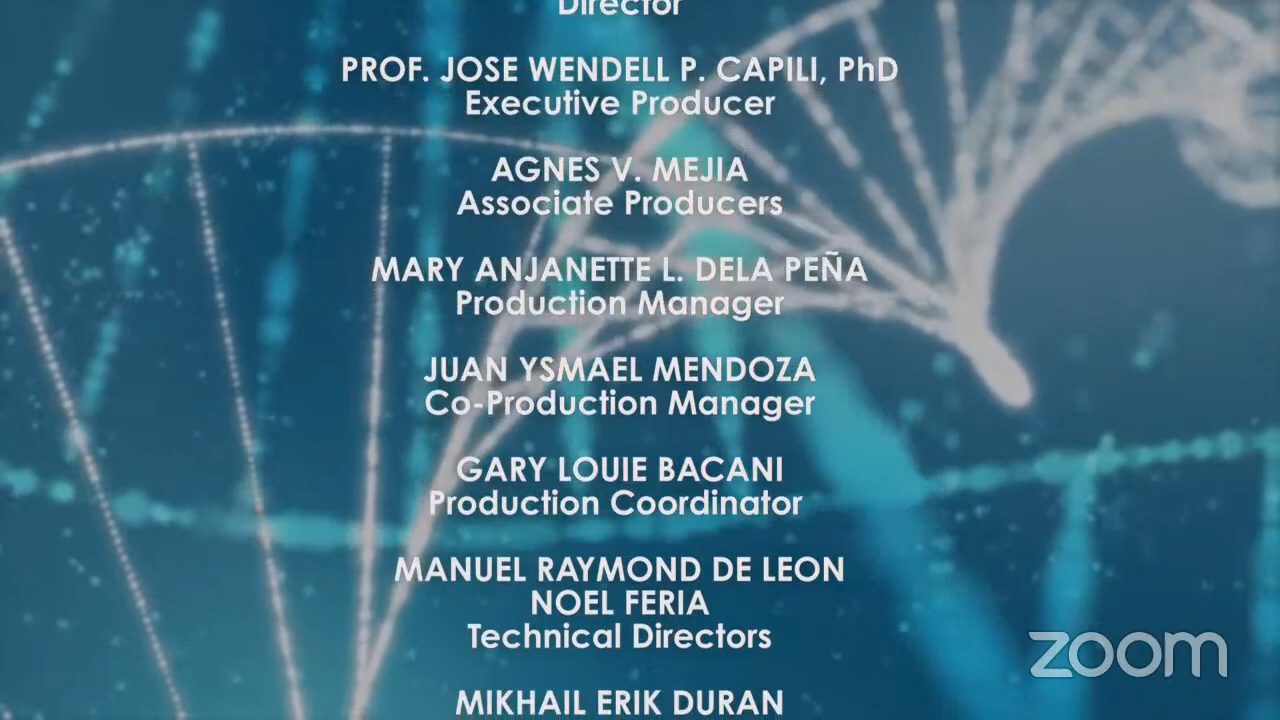 Director
PROF. JOSE WENDELL P. CAPILI, PhD
Executive Producer
AGNES V. MEJIA
Associate Producers
MARY ANJANETTE L. DELA PEÑA
Production Manager
JUAN YSMAEL MENDOZA
Co-Production Manager
GARY LOUIE BACANI
Production Coordinator
MANUEL RAYMOND DE LEON
NOEL FERIA
Technical Directors
MIKHAIL ERIK DURAN
zoom